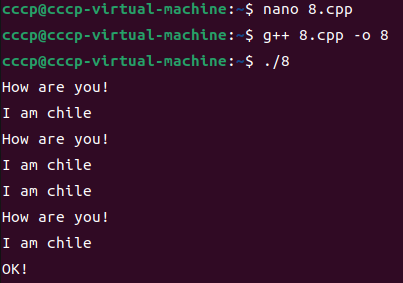 cccp@cccp-virtual-machine:~$ nano 8.cpp
cccp@cccp-virtual-machine:~$ g++ 8.cpp -o 8
cccp@cccp-virtual-machine:~$ ./8
How are you!
I am chile
How are you!
I am chile
I am chile
How are you!
I am chile
OK!